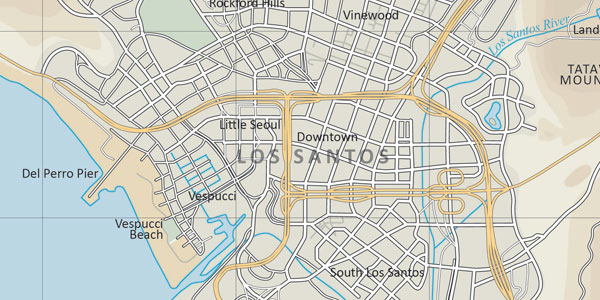 Rockford Hills
Vinewood
Los Santos River
Land
TATAV
MOUN
Little Seoul
Downtown
LOS SANTOS
Del Perro Pier
Vespucci
Vespucci
Beach
South Los Santos